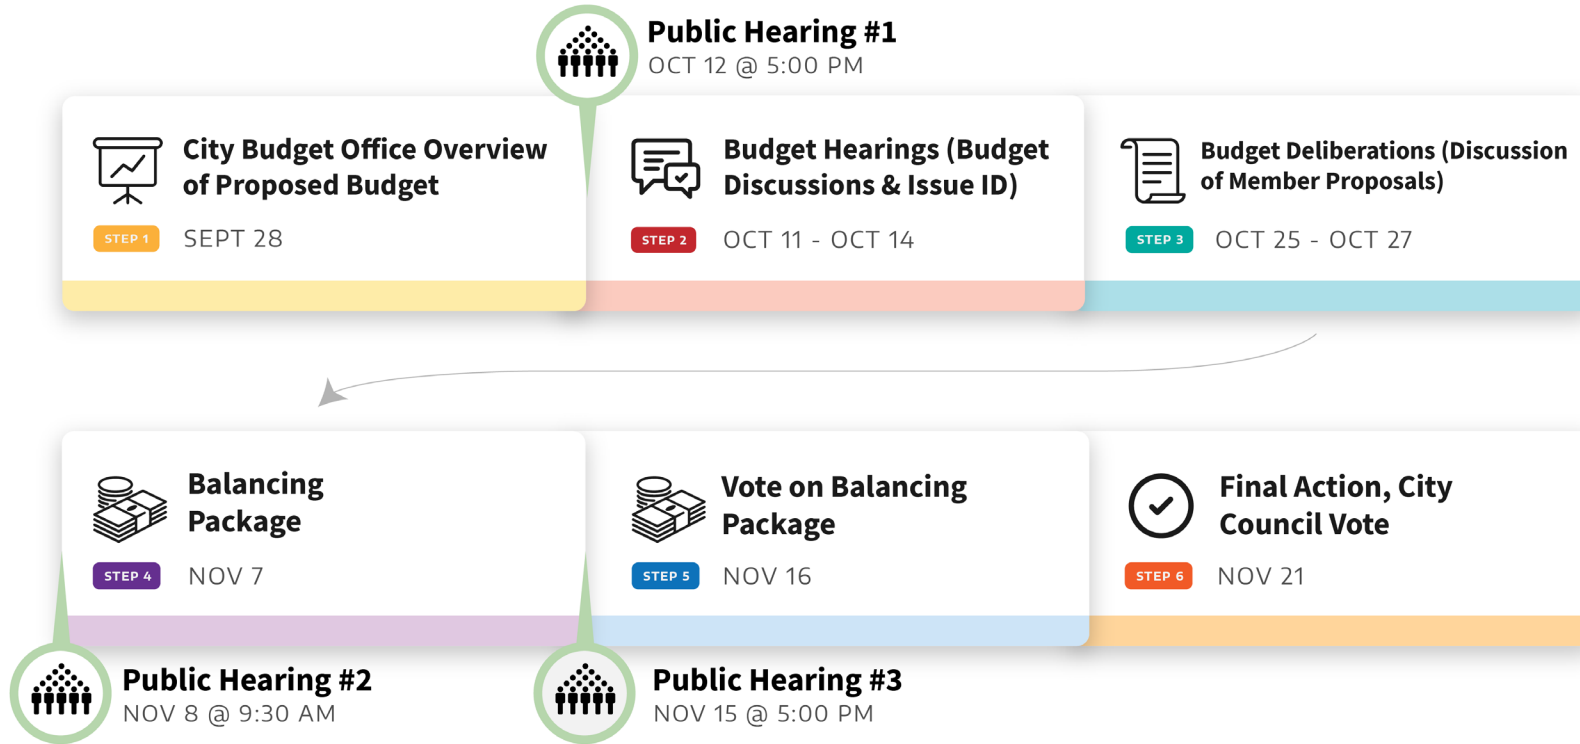 Public Hearing #1
OCT 12 @ 5:00 PM
City Budget Office Overview
of Proposed Budget
STEP 1
SEPT 28
Budget Hearings (Budget
Discussions & Issue ID)
STEP 2
OCT 11 - OCT 14
Budget Deliberations (Discussion
of Member Proposals)
STEP 3
OCT 25 - OCT 27
Balancing
Package
STEP 4
NOV 7
Vote on Balancing
Package
STEP 5
NOV 16
Final Action, City
Council Vote
STEP 6
NOV 21
Public Hearing #2
NOV 8 @ 9:30 AM
Public Hearing #3
NOV 15 @ 5:00 PM